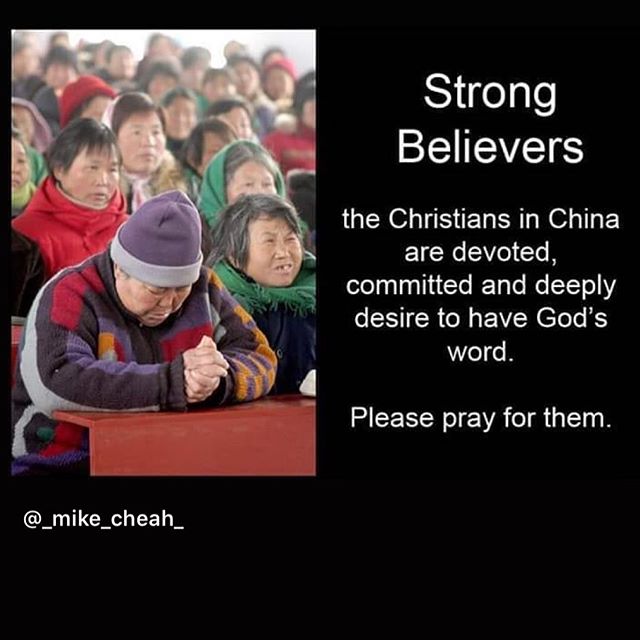 Strong
Believers
the Christians in China
are devoted,
committed and deeply
desire to have God's
word.
Please pray for them.
@_mike_cheah_